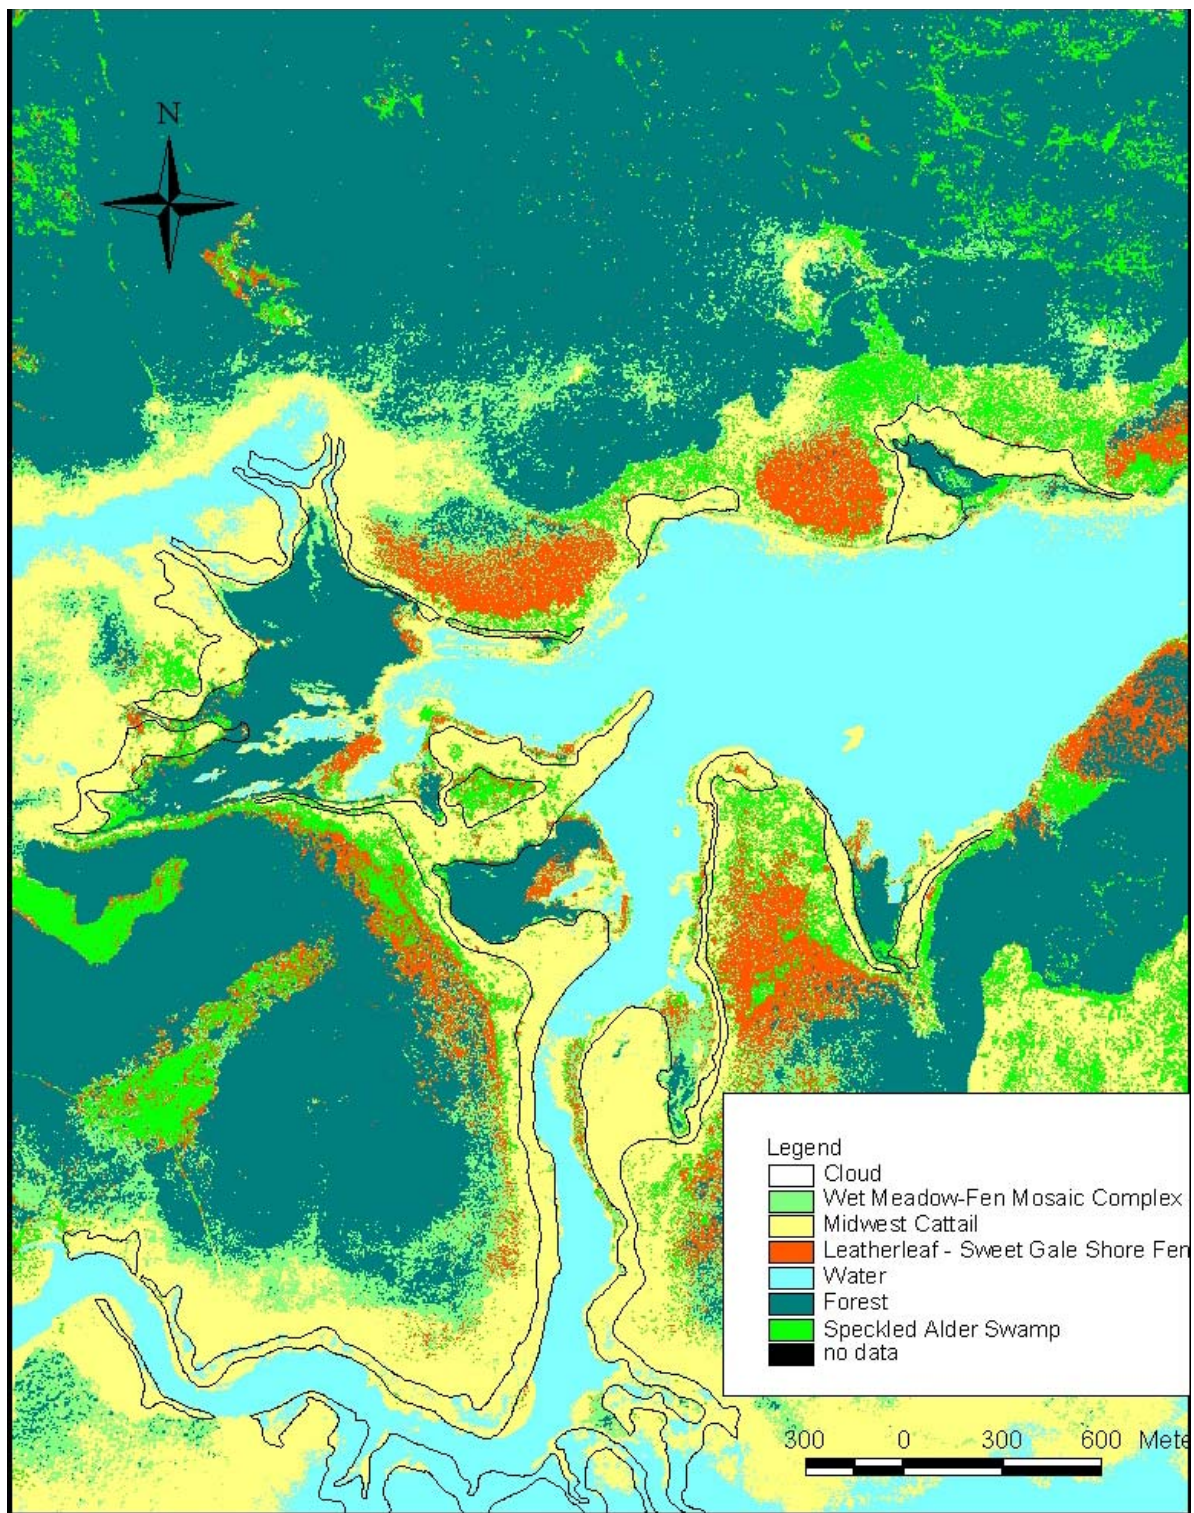 N
Legend
Cloud
Wet Meadow-Fen Mosaic Complex
Midwest Cattail
Leatherleaf - Sweet Gale Shore Fen
Water
Forest
Speckled Alder Swamp
no data
300 0 300 600 Mete